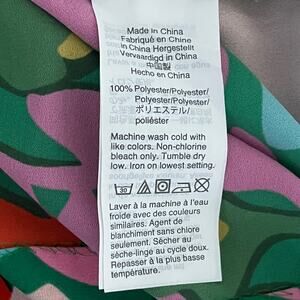 Made in China
Fabriqué en Chine
in China Hergestellt
Vervaardigd in China
中国製
Hecho en China
100% Polyester/Polyester/
Polyester/Polyester/
ポリエステル/
poliéster
Machine wash cold with
like colors. Non-chlorine
bleach only. Tumble dry
low. Iron on lowest setting.
Laver à la machine à l'eau
froide avec des couleurs
similaires. Agent de
blanchiment sans chlore
seulement. Sécher au
sèche-linge au cycle doux.
Repasser à la plus basse
température.